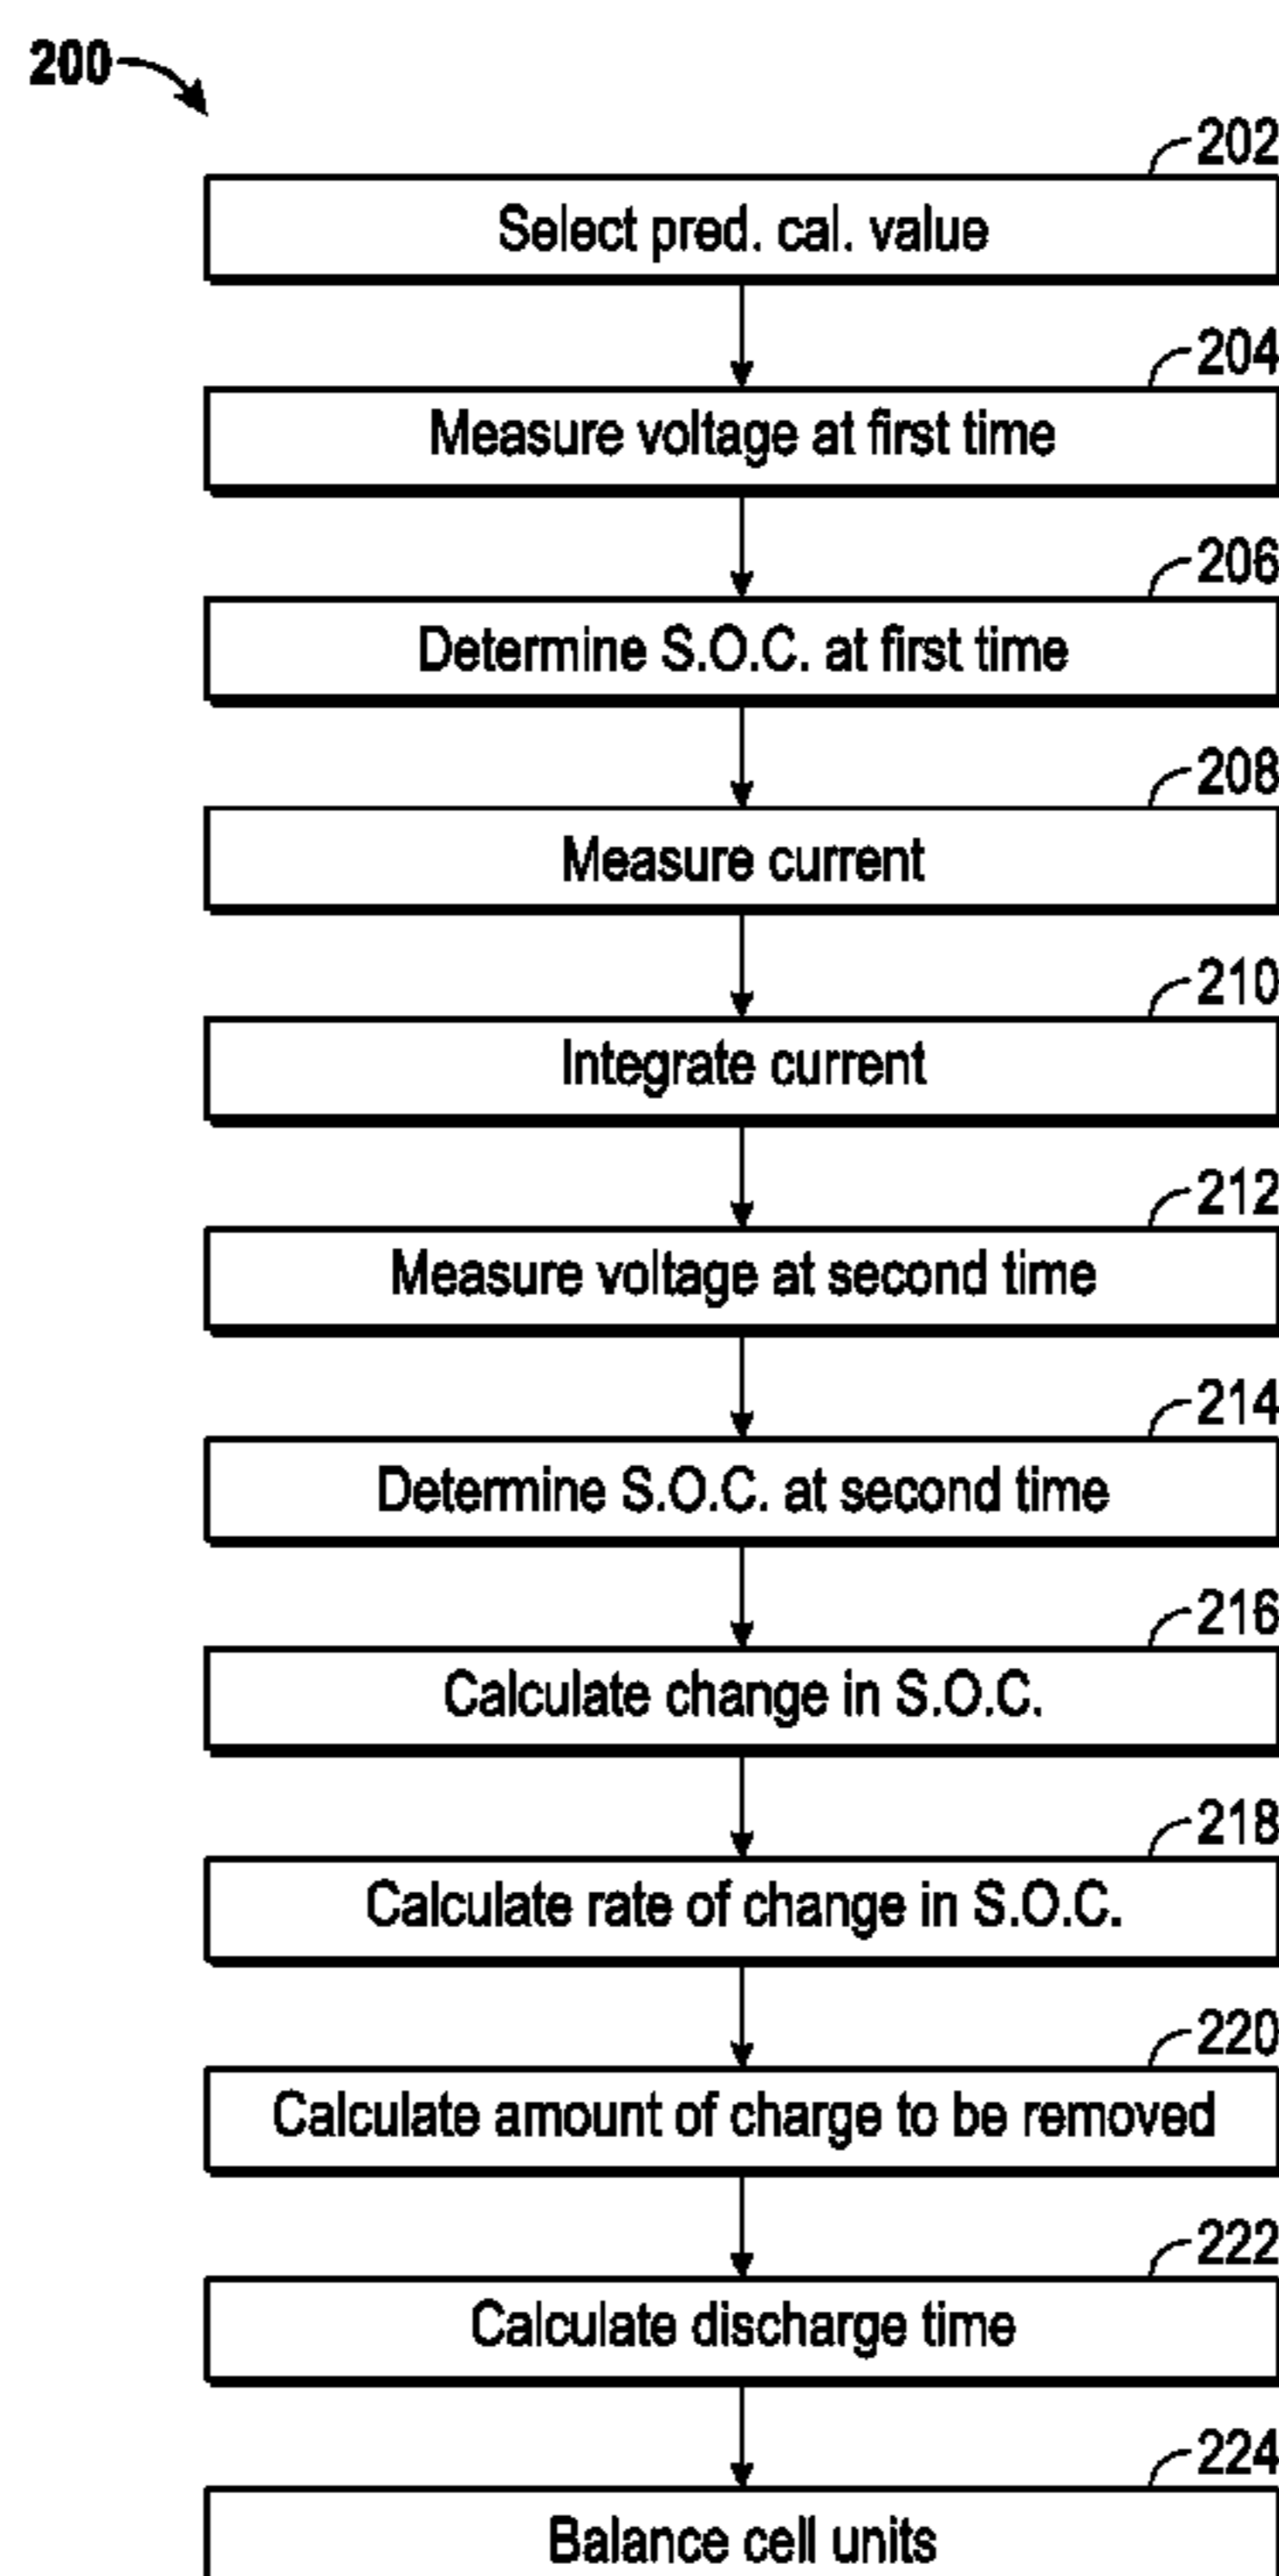 200
202
Select pred. cal. value
204
Measure voltage at first time
206
Determine S.O.C. at first time
208
Measure current
210
Integrate current
212
Measure voltage at second time
214
Determine S.O.C. at second time
216
Calculate change in S.O.C.
218
Calculate rate of change in S.O.C.
220
Calculate amount of charge to be removed
222
Calculate discharge time
224
Balance cell units